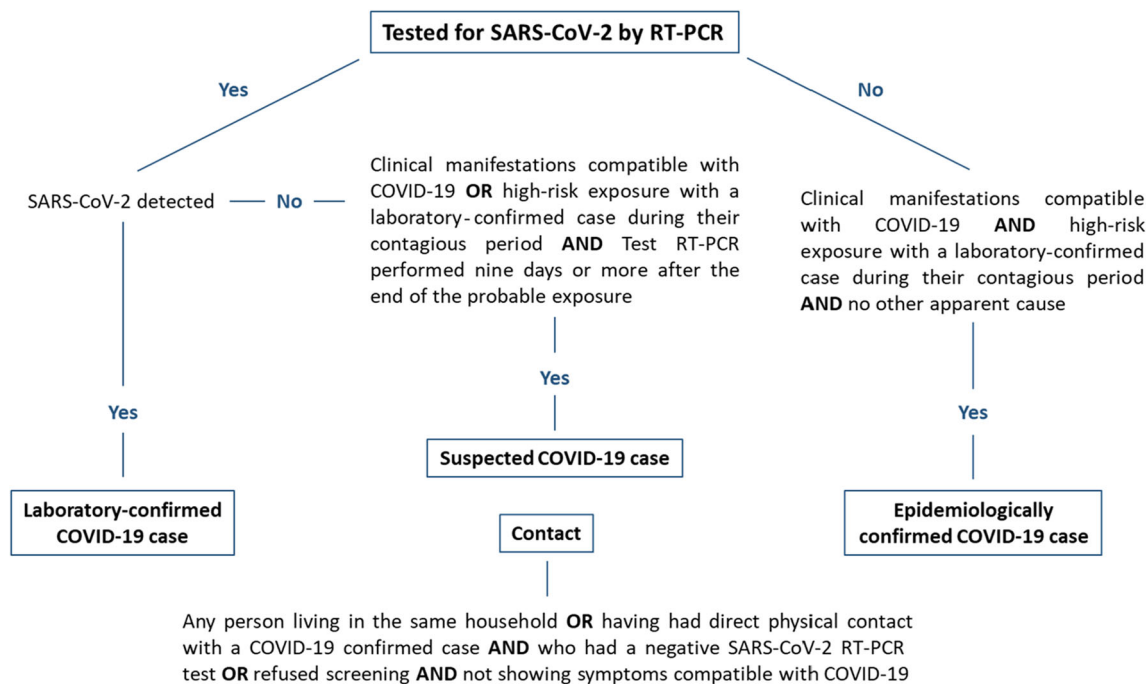 Tested for SARS-CoV-2 by RT-PCR
Yes
No
SARS-CoV-2 detected
No
Clinical manifestations compatible with
COVID-19 OR high-risk exposure with a
laboratory-confirmed case during their
contagious period AND Test RT-PCR
performed nine days or more after the
end of the probable exposure
Clinical manifestations compatible
with COVID-19 AND high-risk
exposure with a laboratory-confirmed
case during their contagious period
AND no other apparent cause
Yes
Yes
Yes
Suspected COVID-19 case
Laboratory-confirmed
COVID-19 case
Epidemiologically
confirmed COVID-19 case
Contact
Any person living in the same household OR having had direct physical contact
with a COVID-19 confirmed case AND who had a negative SARS-CoV-2 RT-PCR
test OR refused screening AND not showing symptoms compatible with COVID-19